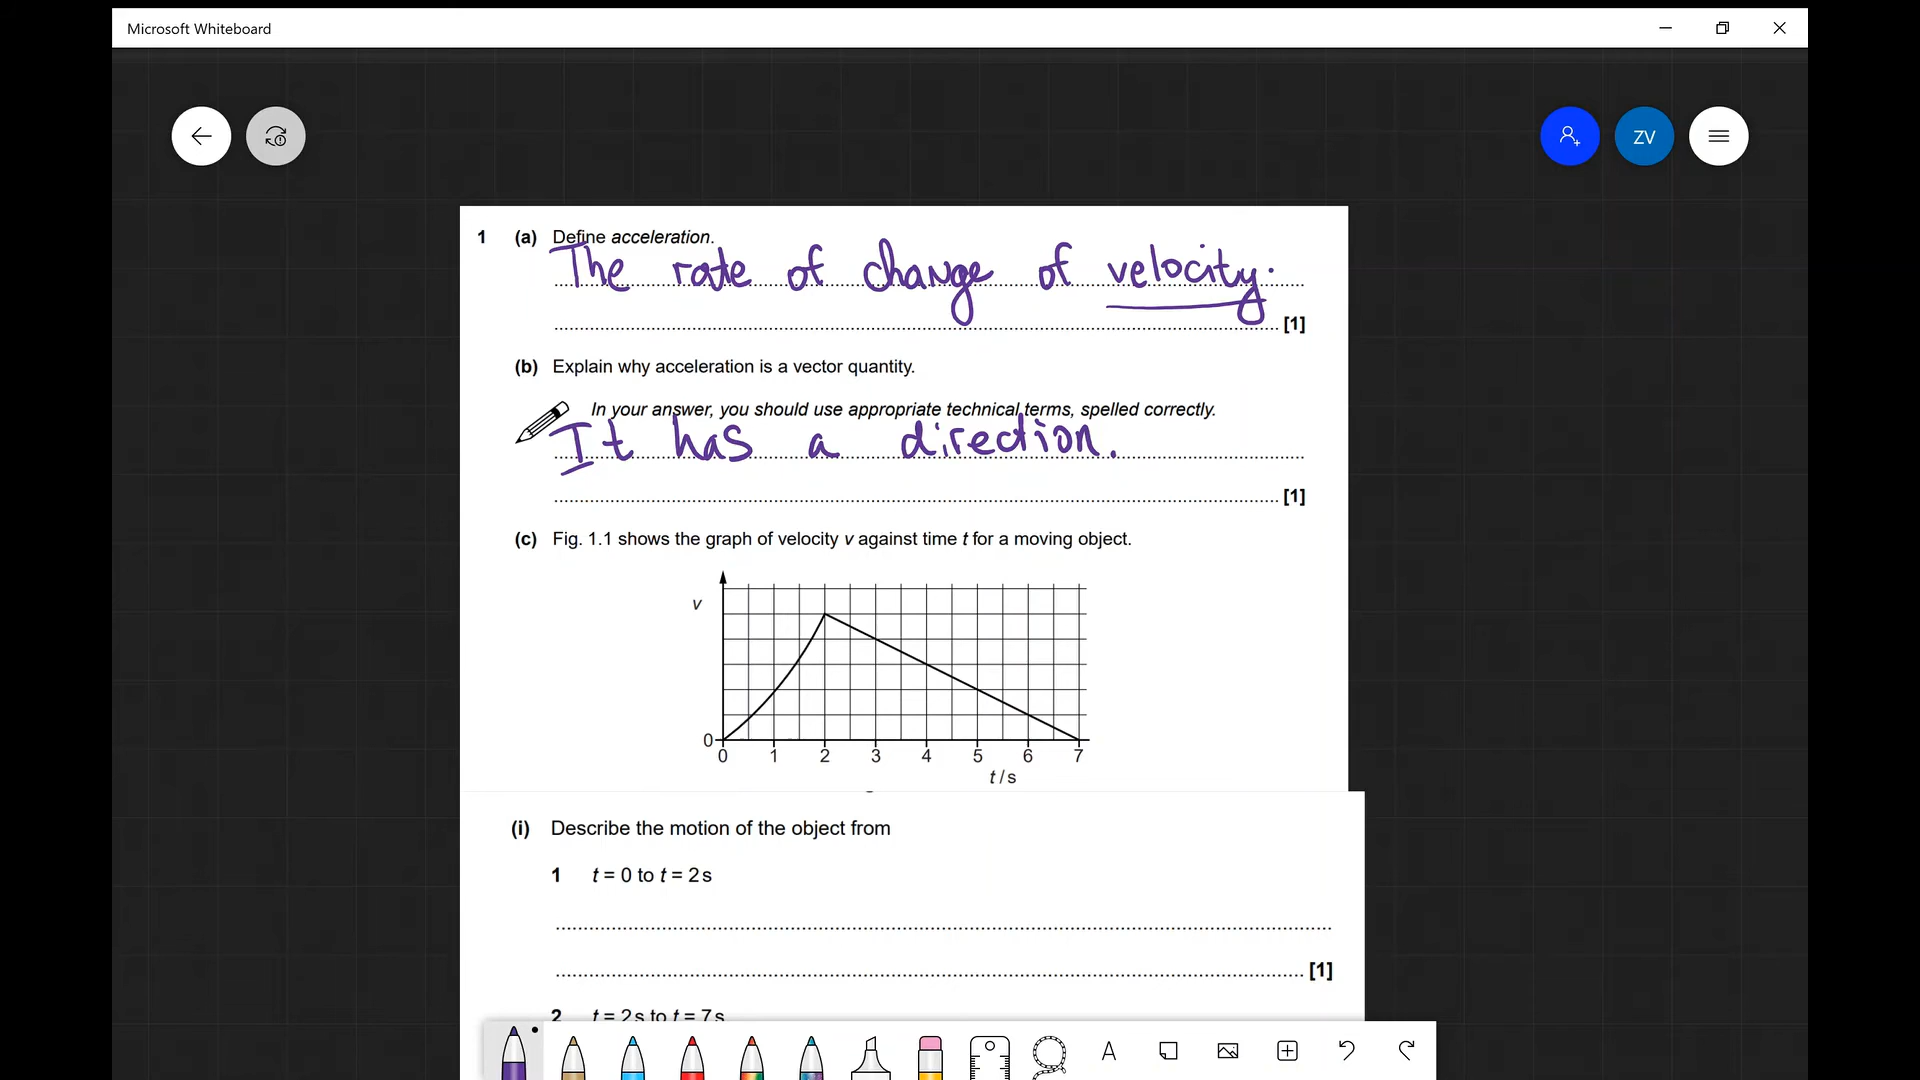 Microsoft Whiteboard
ZV
1 (a) Define acceleration.
The rate of change of velocity.
[1]
(b) Explain why acceleration is a vector quantity.
In your answer, you should use appropriate technical terms, spelled correctly.
It has a direction.
[1]
(c) Fig. 1.1 shows the graph of velocity v against time t for a moving object.
v
0
0 1 2 3 4 5 6 7
t / s
(i) Describe the motion of the object from
1 t = 0 to t = 2 s
[1]
2 t = 2 s to t = 7 s
A